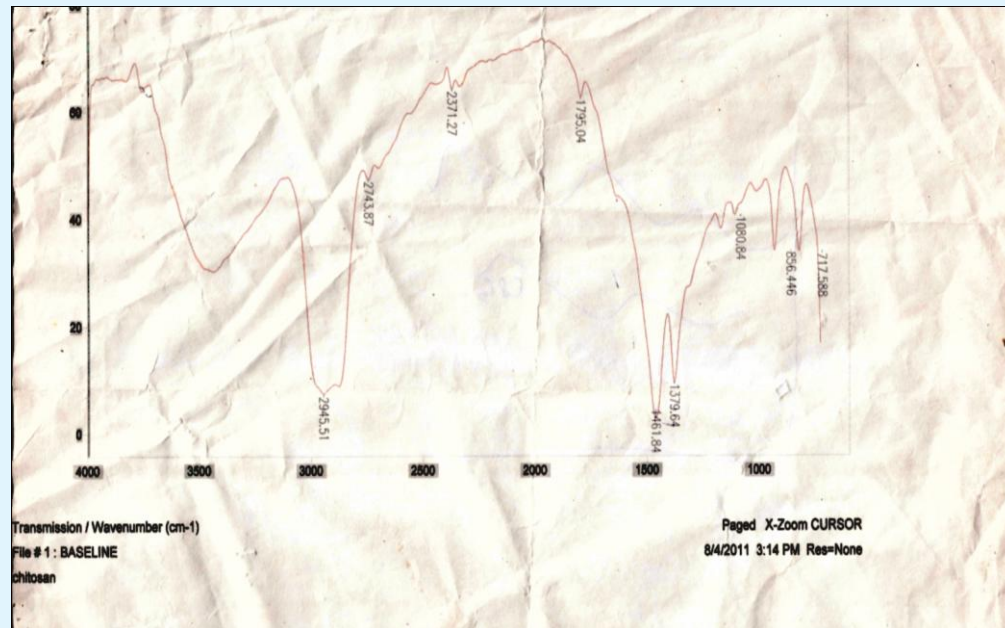 80
60
40
20
0
2371.27
1795.04
2743.87
1080.84
856.446
717.588
2945.51
1379.64
1461.84
4000 3500 3000 2500 2000 1500 1000
Transmission / Wavenumber (cm-1)
Paged X-Zoom CURSOR
File # 1 : BASELINE
8/4/2011 3:14 PM Res=None
chitosan